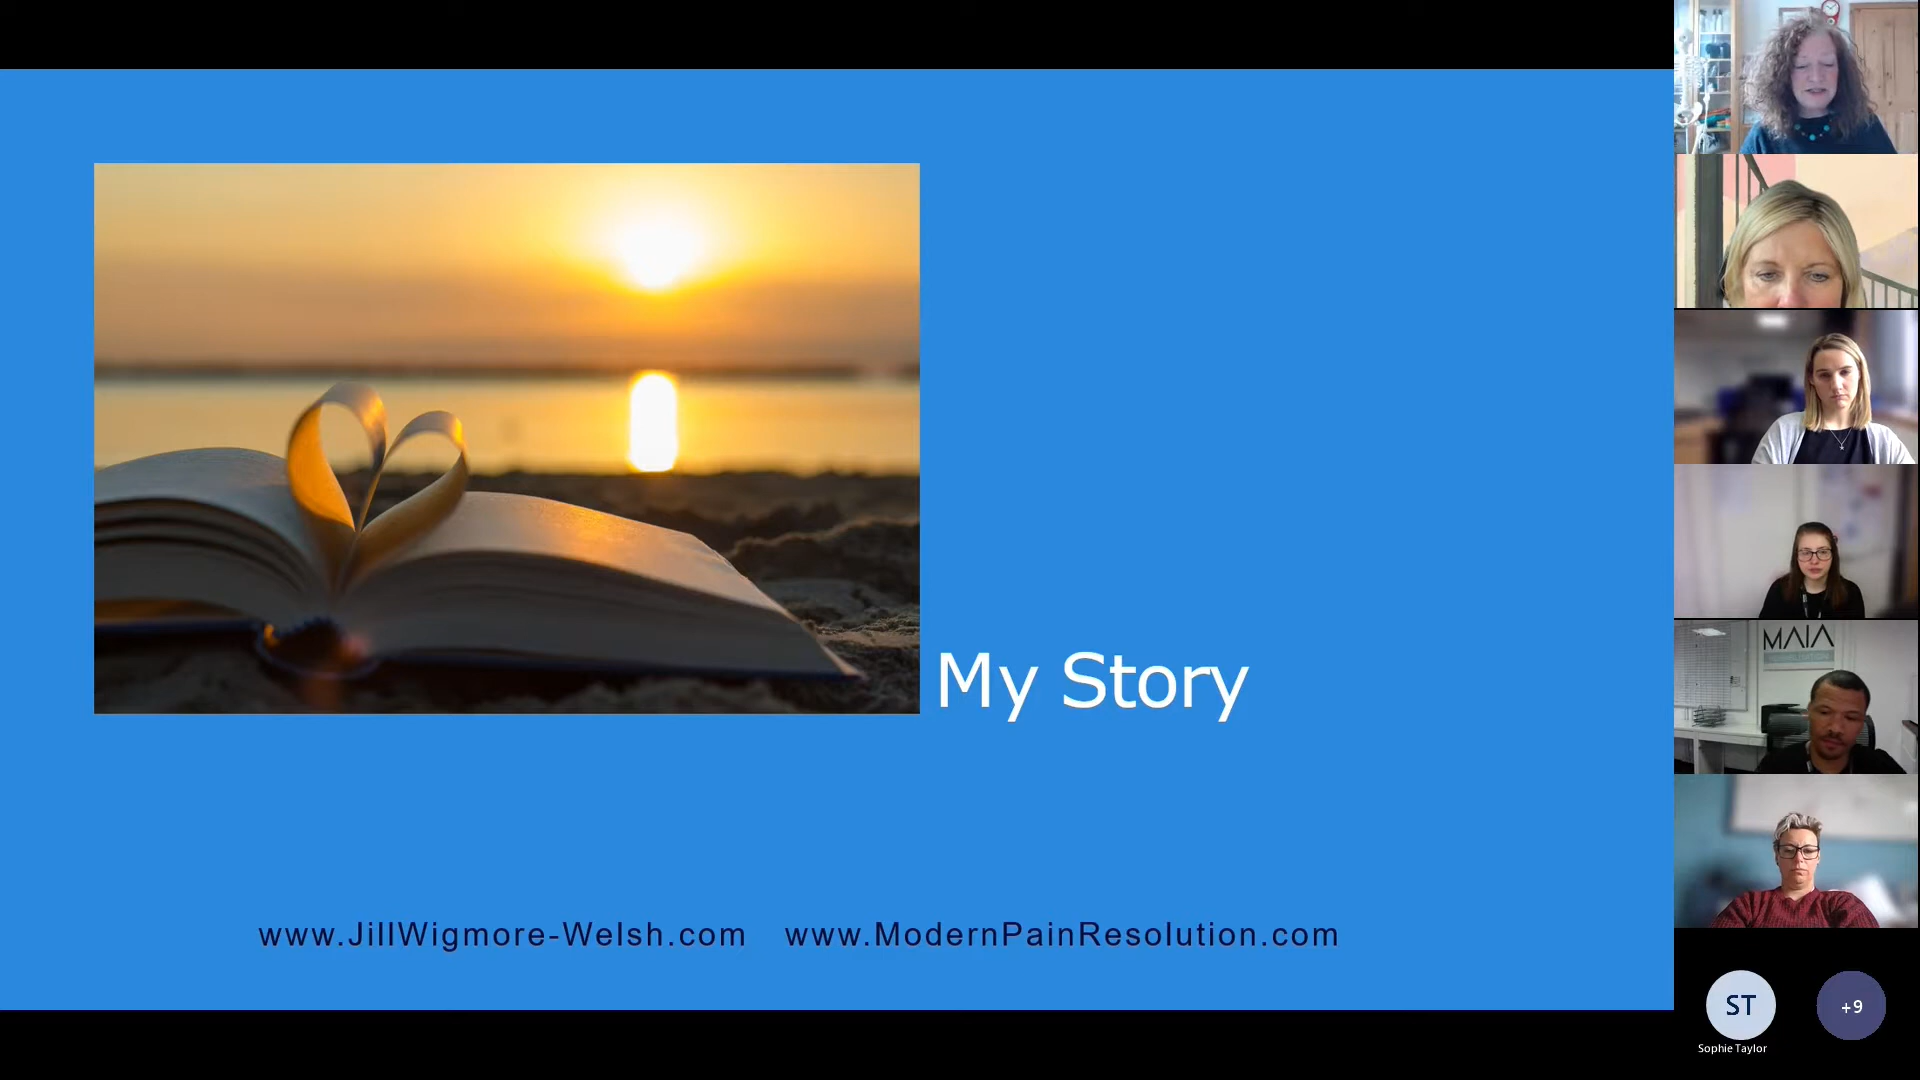 My Story
www.JillWigmore-Welsh.com www.ModernPainResolution.com
MAIA
ST
+9
Sophie Taylor